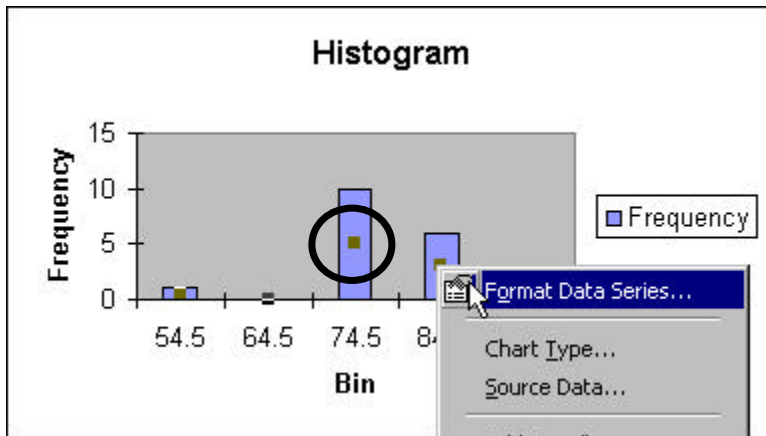 Histogram
15
10
5
0
Frequency
54.5 64.5 74.5
Bin
Frequency
Format Data Series...
Chart Type...
Source Data...